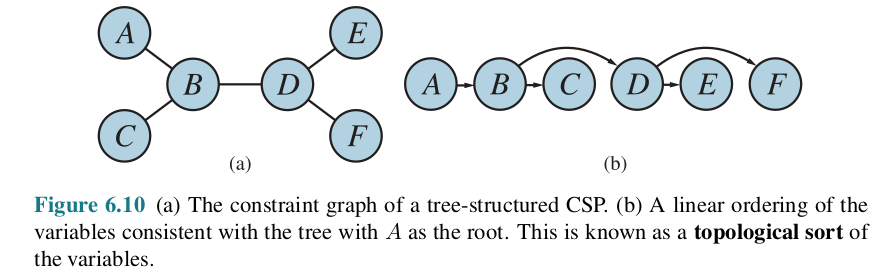 A
E
B
D
C
F
(a)
A
B
C
D
E
F
(b)
Figure 6.10 (a) The constraint graph of a tree-structured CSP. (b) A linear ordering of the
variables consistent with the tree with A as the root. This is known as a topological sort of
the variables.